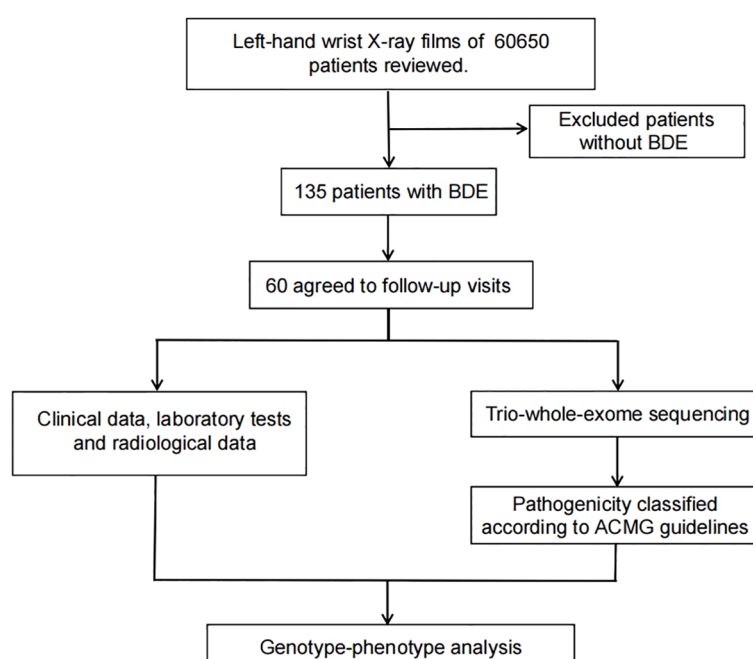 Left-hand wrist X-ray films of 60650
patients reviewed.
Excluded patients
without BDE
135 patients with BDE
60 agreed to follow-up visits
Clinical data, laboratory tests
and radiological data
Trio-whole-exome sequencing
Pathogenicity classified
according to ACMG guidelines
Genotype-phenotype analysis